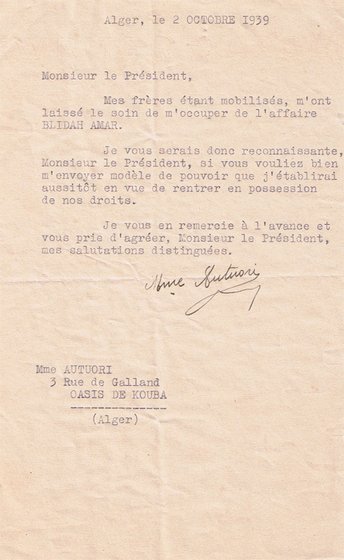 Alger, le 2 OCTOBRE 1939
Monsieur le Président,
Mes frères étant mobilisés, m'ont
laissé le soin de m'occuper de l'affaire
BLIDAH AMAR.
Je vous serais donc reconnaissante,
Monsieur le Président, si vous vouliez bien
m'envoyer modèle de pouvoir que j'établirai
aussitôt en vue de rentrer en possession
de nos droits.
Je vous en remercie à l'avance et
vous prie d'agréer, Monsieur le Président,
mes salutations distinguées.
Mme Autuori
Mme AUTUORI
3 Rue de Galland
OASIS DE KOUBA
--------------
(Alger)